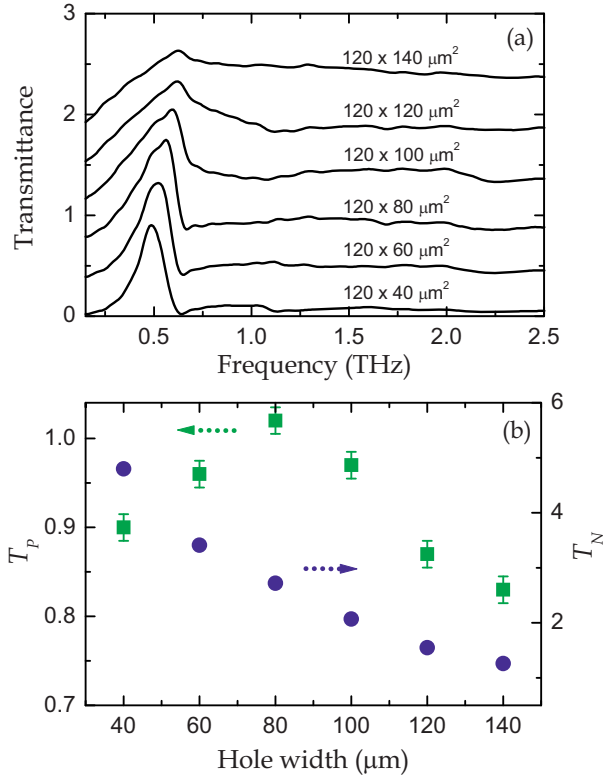 3
(a)
120 x 140 μm²
2
120 x 120 μm²
120 x 100 μm²
Transmittance
1
120 x 80 μm²
120 x 60 μm²
120 x 40 μm²
0
0.5 1.0 1.5 2.0 2.5
Frequency (THz)
6
(b)
1.0
0.9
4
T_P
T_N
0.8
2
0.7
40 60 80 100 120 140
Hole width (μm)